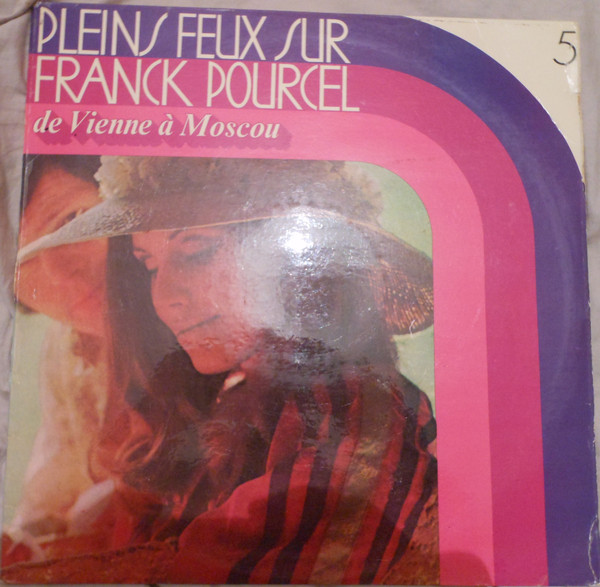 PLEINS FEUX SUR
FRANCK POURCEL
de Vienne à Moscou
5